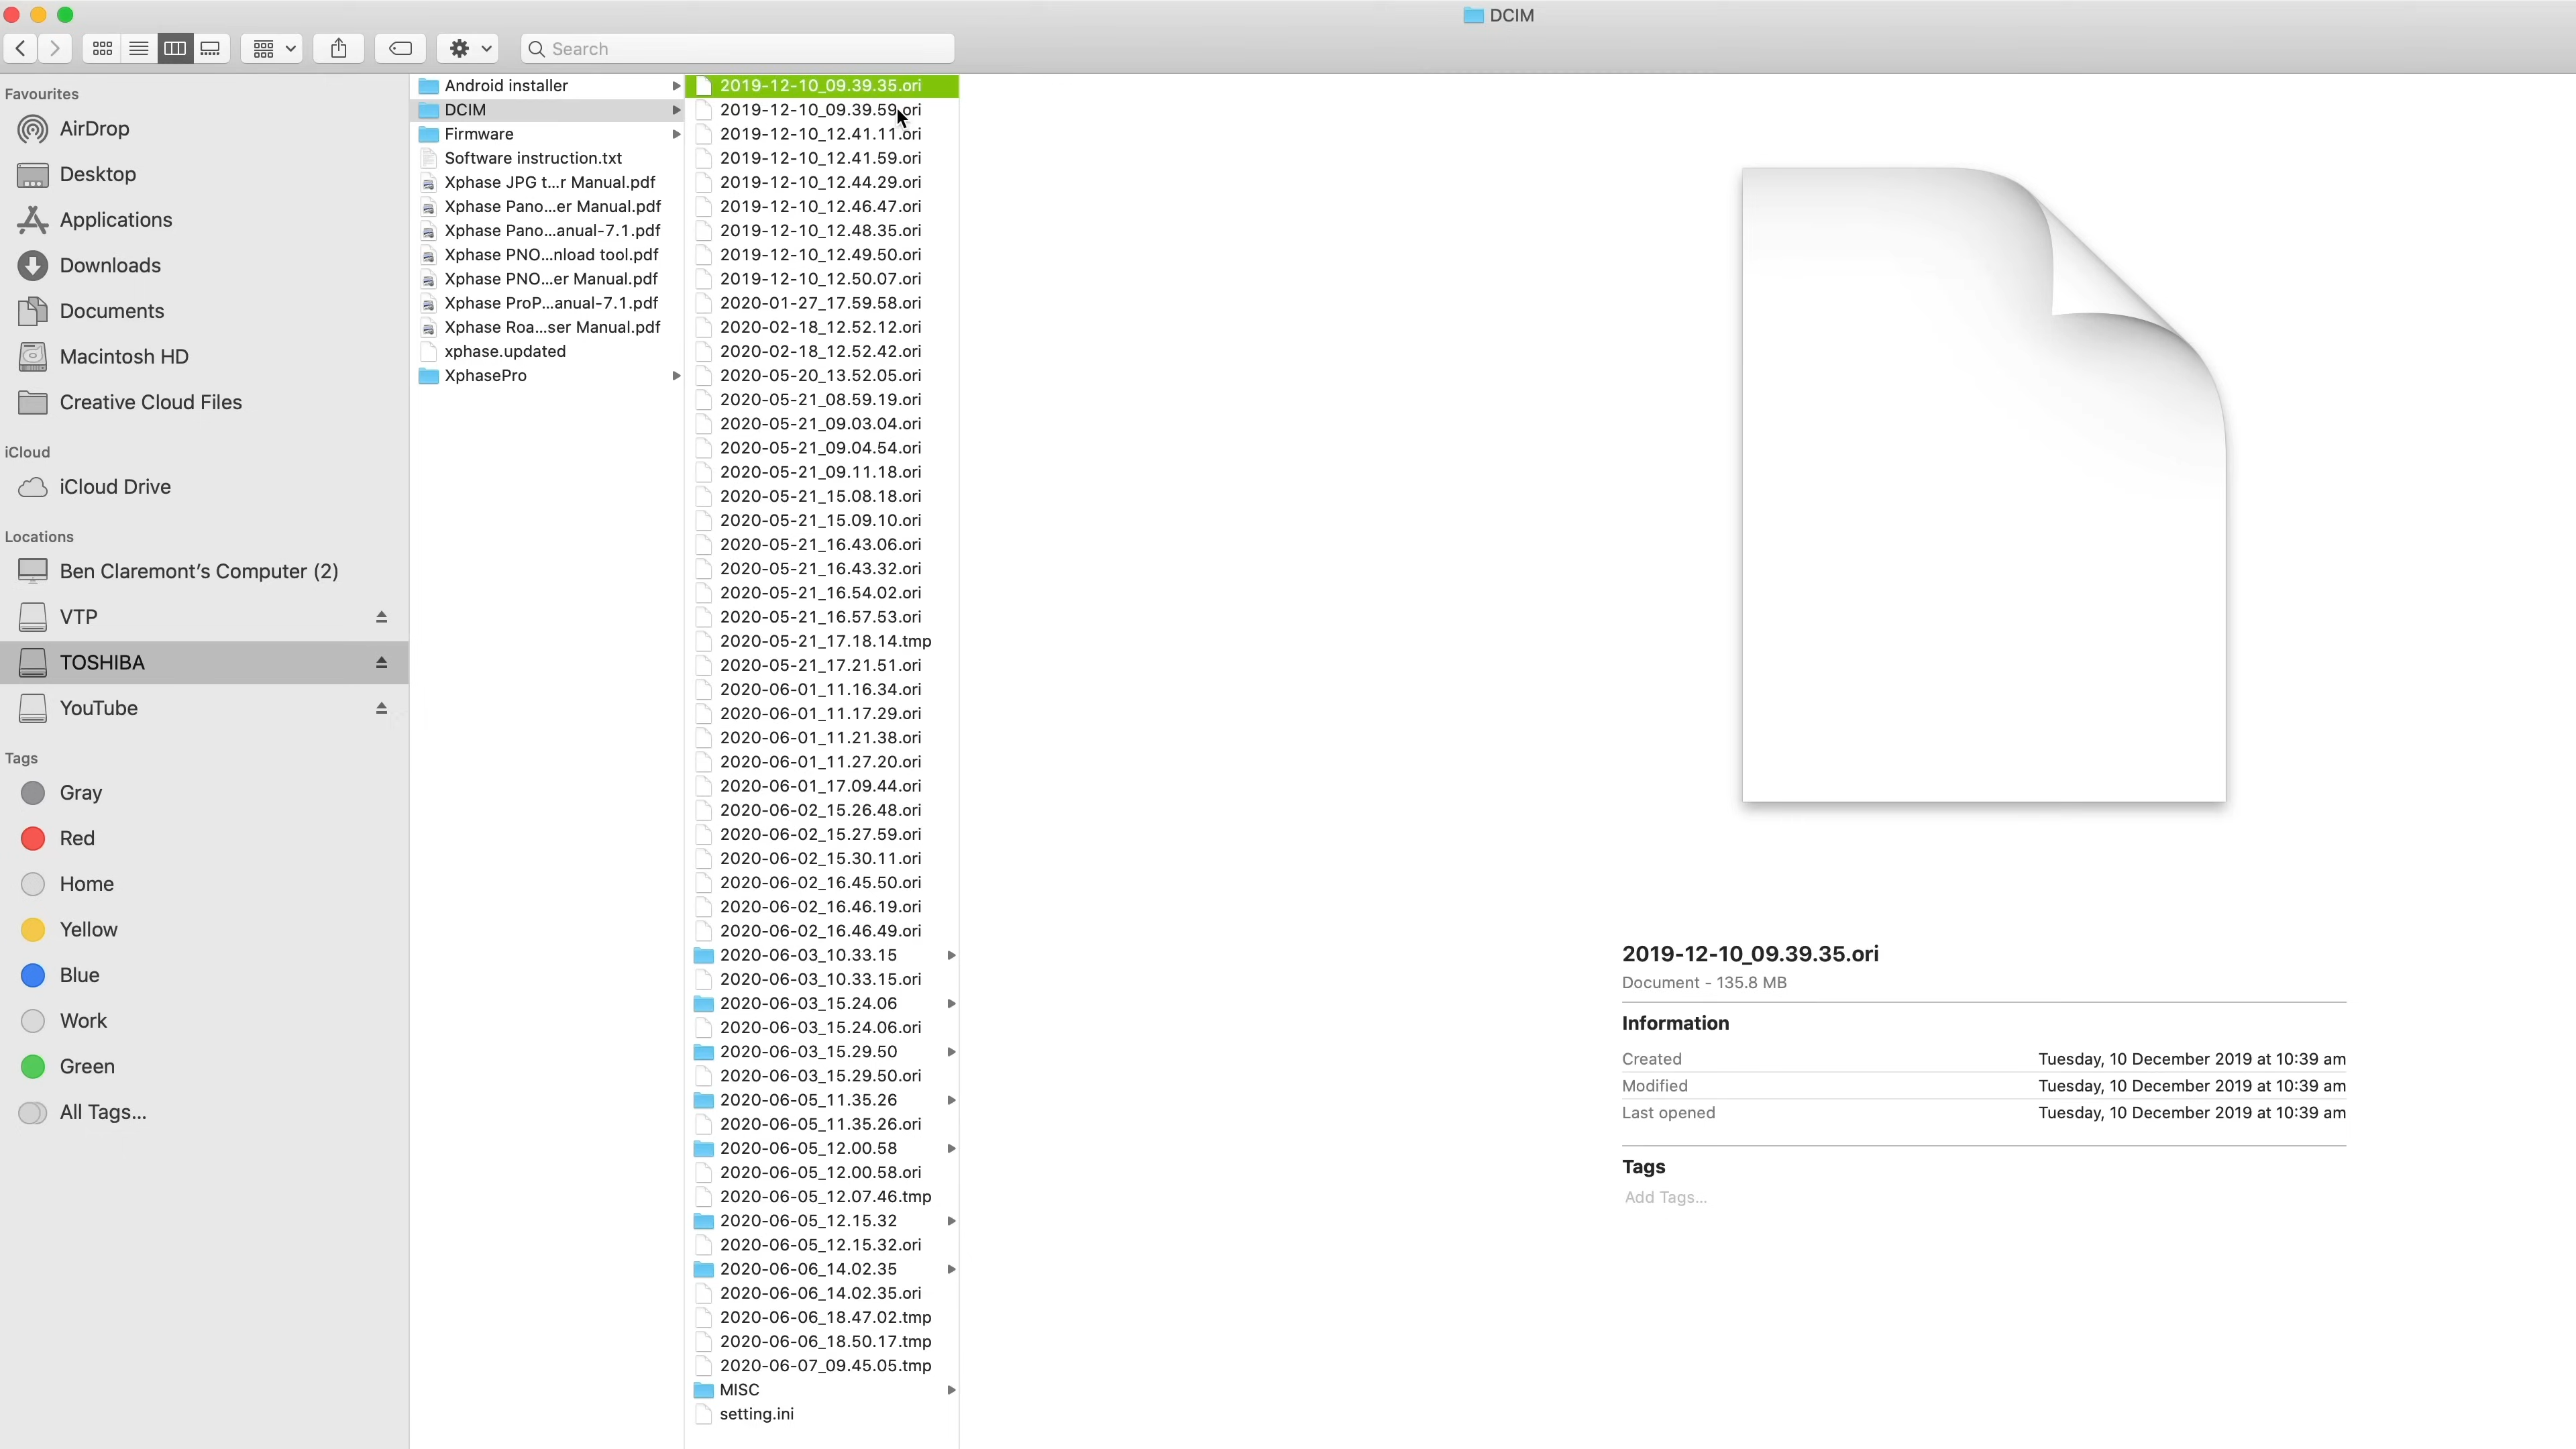 DCIM
Search
Favourites
AirDrop
Desktop
Applications
Downloads
Documents
Macintosh HD
Creative Cloud Files
iCloud
iCloud Drive
Locations
Ben Claremont's Computer (2)
VTP
TOSHIBA
YouTube
Tags
Gray
Red
Home
Yellow
Blue
Work
Green
All Tags...
Android installer
DCIM
Firmware
Software instruction.txt
Xphase JPG t...r Manual.pdf
Xphase Pano...er Manual.pdf
Xphase Pano...anual-7.1.pdf
Xphase PNO...nload tool.pdf
Xphase PNO...er Manual.pdf
Xphase ProP...anual-7.1.pdf
Xphase Roa...ser Manual.pdf
xphase.updated
XphasePro
2019-12-10_09.39.35.ori
2019-12-10_09.39.59.ori
2019-12-10_12.41.11.ori
2019-12-10_12.41.59.ori
2019-12-10_12.44.29.ori
2019-12-10_12.46.47.ori
2019-12-10_12.48.35.ori
2019-12-10_12.49.50.ori
2019-12-10_12.50.07.ori
2020-01-27_17.59.58.ori
2020-02-18_12.52.12.ori
2020-02-18_12.52.42.ori
2020-05-20_13.52.05.ori
2020-05-21_08.59.19.ori
2020-05-21_09.03.04.ori
2020-05-21_09.04.54.ori
2020-05-21_09.11.18.ori
2020-05-21_15.08.18.ori
2020-05-21_15.09.10.ori
2020-05-21_16.43.06.ori
2020-05-21_16.43.32.ori
2020-05-21_16.54.02.ori
2020-05-21_16.57.53.ori
2020-05-21_17.18.14.tmp
2020-05-21_17.21.51.ori
2020-06-01_11.16.34.ori
2020-06-01_11.17.29.ori
2020-06-01_11.21.38.ori
2020-06-01_11.27.20.ori
2020-06-01_17.09.44.ori
2020-06-02_15.26.48.ori
2020-06-02_15.27.59.ori
2020-06-02_15.30.11.ori
2020-06-02_16.45.50.ori
2020-06-02_16.46.19.ori
2020-06-02_16.46.49.ori
2020-06-03_10.33.15
2020-06-03_10.33.15.ori
2020-06-03_15.24.06
2020-06-03_15.24.06.ori
2020-06-03_15.29.50
2020-06-03_15.29.50.ori
2020-06-05_11.35.26
2020-06-05_11.35.26.ori
2020-06-05_12.00.58
2020-06-05_12.00.58.ori
2020-06-05_12.07.46.tmp
2020-06-05_12.15.32
2020-06-05_12.15.32.ori
2020-06-06_14.02.35
2020-06-06_14.02.35.ori
2020-06-06_18.47.02.tmp
2020-06-06_18.50.17.tmp
2020-06-07_09.45.05.tmp
MISC
setting.ini
2019-12-10_09.39.35.ori
Document - 135.8 MB
Information
Created Tuesday, 10 December 2019 at 10:39 am
Modified Tuesday, 10 December 2019 at 10:39 am
Last opened Tuesday, 10 December 2019 at 10:39 am
Tags
Add Tags...